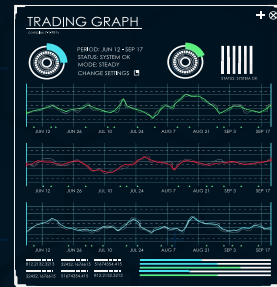 TRADING GRAPH
PERIOD: JUN 12 - SEP 17
STATUS: SYSTEM OK
MODE: STEADY
CHANGE SETTINGS
STATUS: SYSTEM OK
JUN 12 JUN 26 JUL 10 JUL 24 AUG 7 AUG 21 SEP 3 SEP 17
JUN 12 JUN 26 JUL 10 JUL 24 AUG 7 AUG 21 SEP 3 SEP 17
JUN 12 JUN 26 JUL 10 JUL 24 AUG 7 AUG 21 SEP 3 SEP 17